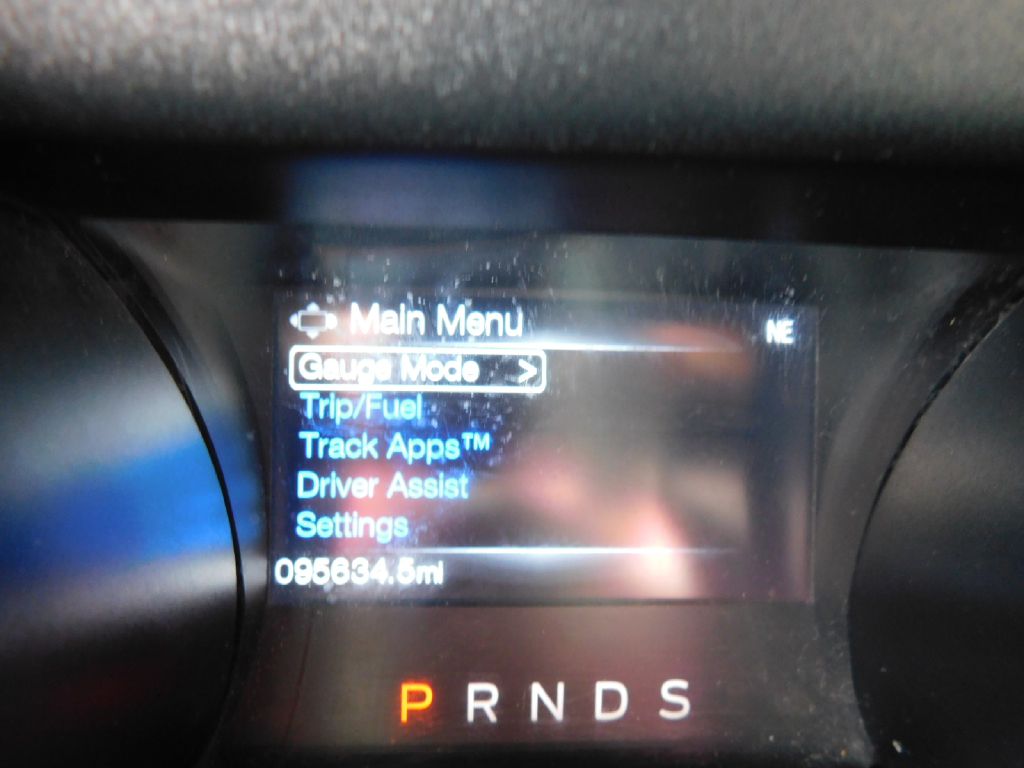 Main Menu
NE
Gauge Mode >
Trip/Fuel
Track Apps™
Driver Assist
Settings
095634.5mi
P R N D S